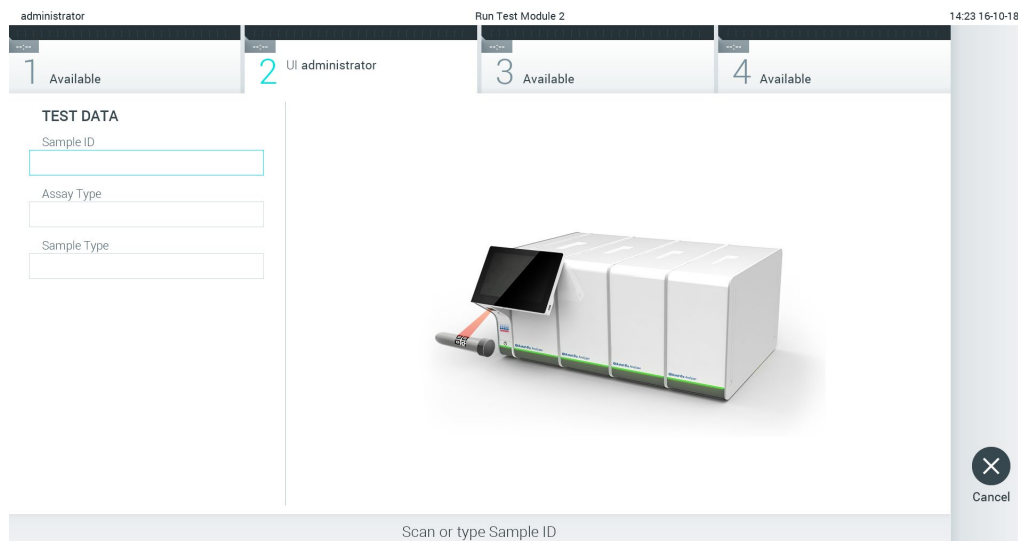 administrator
Run Test Module 2
14:23 16-10-18
--:--
--:--
--:--
--:--
1 Available
2 UI administrator
3 Available
4 Available
TEST DATA
Sample ID
Assay Type
Sample Type
Cancel
Scan or type Sample ID